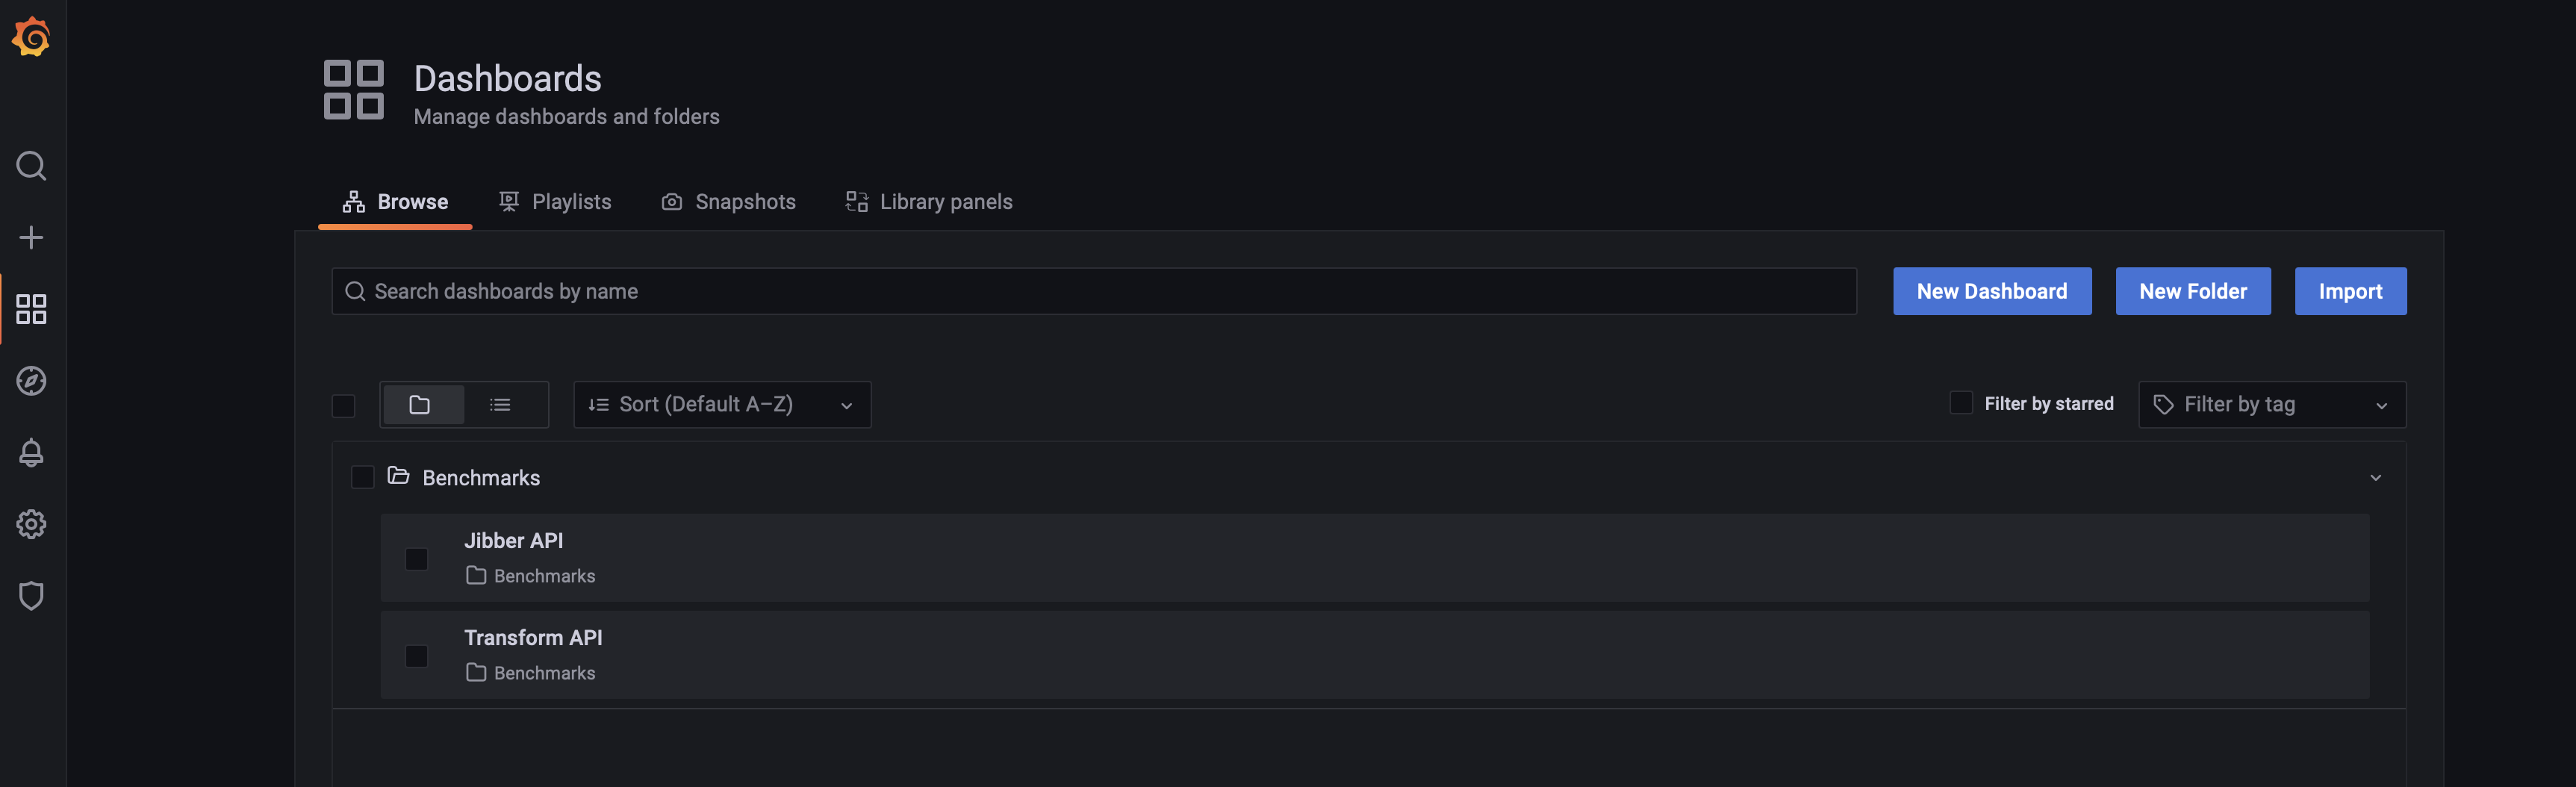 Dashboards
Manage dashboards and folders
Browse
Playlists
Snapshots
Library panels
Search dashboards by name
New Dashboard
New Folder
Import
Sort (Default A–Z)
Filter by starred
Filter by tag
Benchmarks
Jibber API
Benchmarks
Transform API
Benchmarks